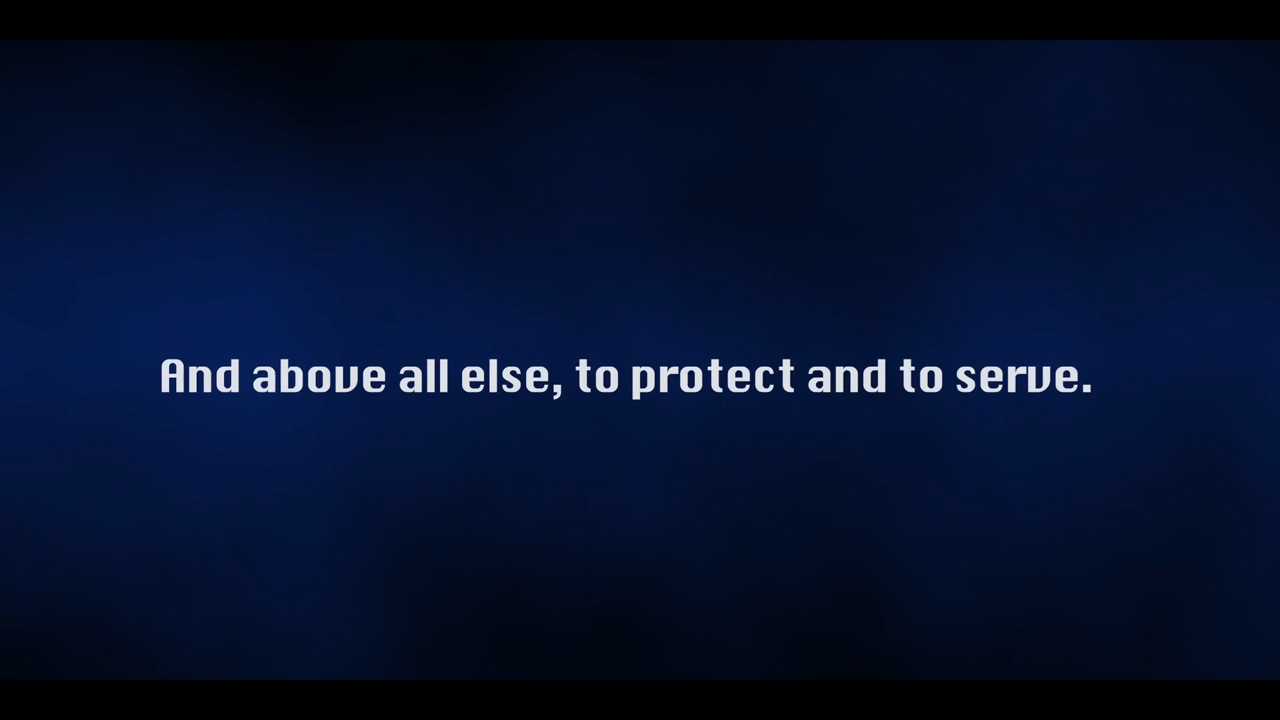 And above all else, to protect and to serve.